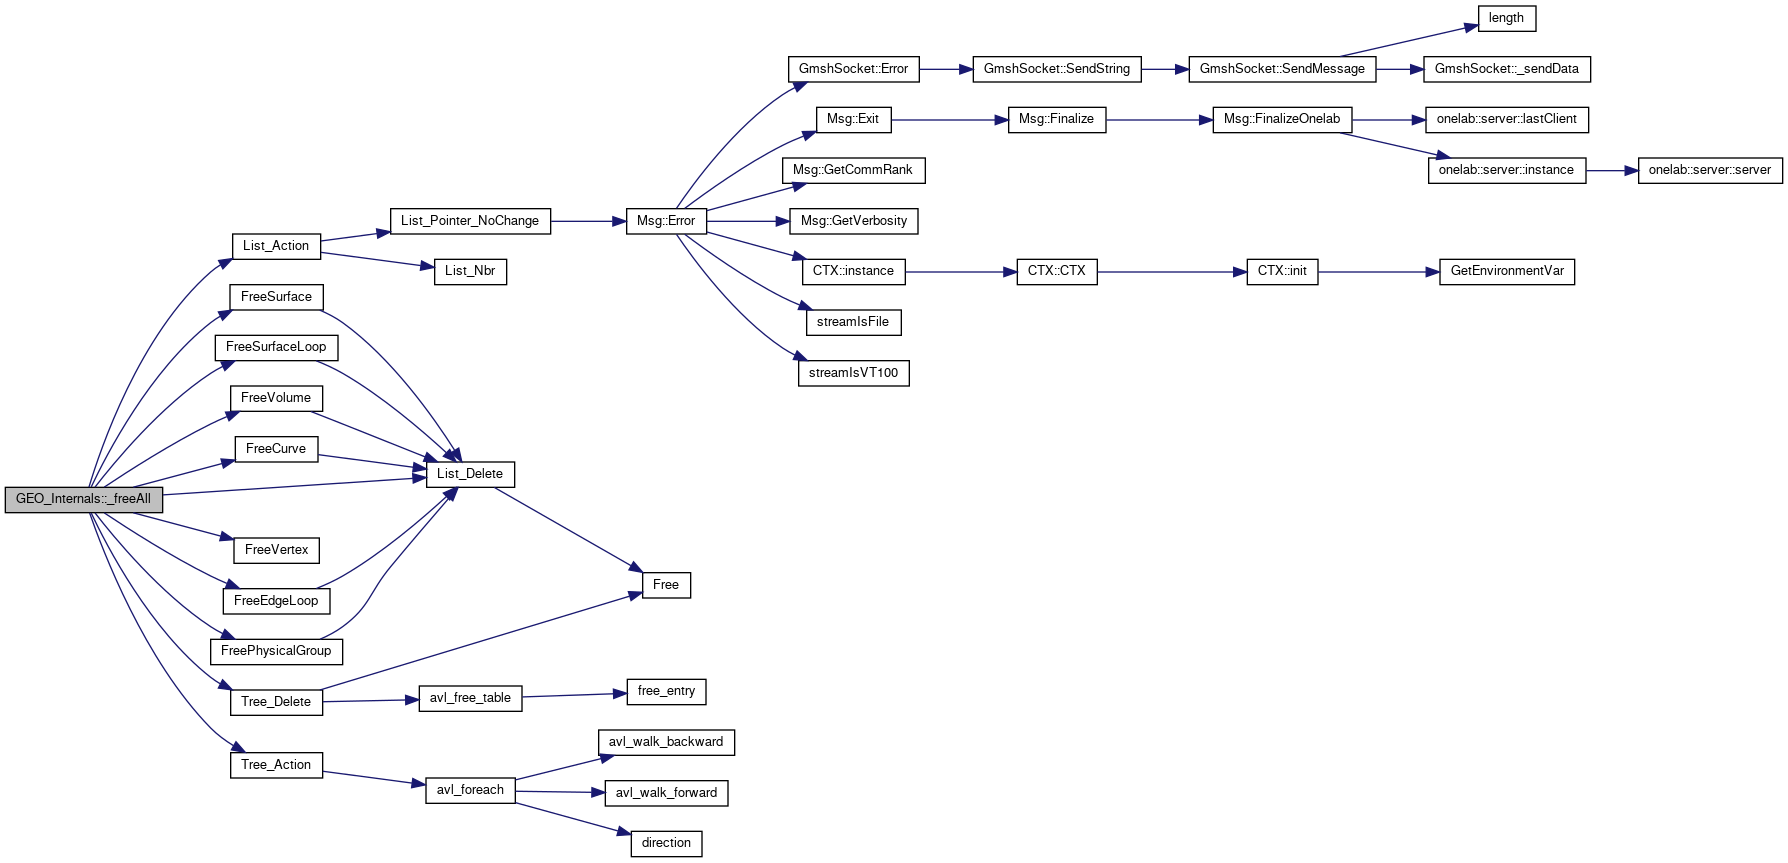 length
GmshSocket::Error
GmshSocket::SendString
GmshSocket::SendMessage
GmshSocket::_sendData
Msg::Exit
Msg::Finalize
Msg::FinalizeOnelab
onelab::server::lastClient
Msg::GetCommRank
onelab::server::instance
onelab::server::server
List_Pointer_NoChange
Msg::Error
Msg::GetVerbosity
List_Action
List_Nbr
CTX::instance
CTX::CTX
CTX::init
GetEnvironmentVar
FreeSurface
streamIsFile
FreeSurfaceLoop
streamIsVT100
FreeVolume
FreeCurve
List_Delete
GEO_Internals::_freeAll
FreeVertex
Free
FreeEdgeLoop
FreePhysicalGroup
Tree_Delete
avl_free_table
free_entry
avl_walk_backward
Tree_Action
avl_foreach
avl_walk_forward
direction